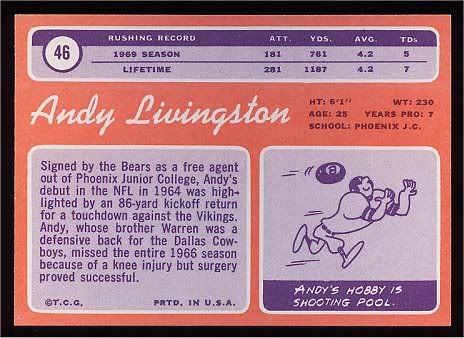 46
RUSHING RECORD ATT. YDS. AVG. TDs
1969 SEASON 181 761 4.2 5
LIFETIME 281 1187 4.2 7
Andy Livingston
HT: 6'1" WT: 230
AGE: 25 YEARS PRO: 7
SCHOOL: PHOENIX J.C.
Signed by the Bears as a free agent
out of Phoenix Junior College, Andy's
debut in the NFL in 1964 was high-
lighted by an 86-yard kickoff return
for a touchdown against the Vikings.
Andy, whose brother Warren was a
defensive back for the Dallas Cow-
boys, missed the entire 1966 season
because of a knee injury but surgery
proved successful.
©T.C.G. PRTD. IN U.S.A.
8
ANDY'S HOBBY IS
SHOOTING POOL.